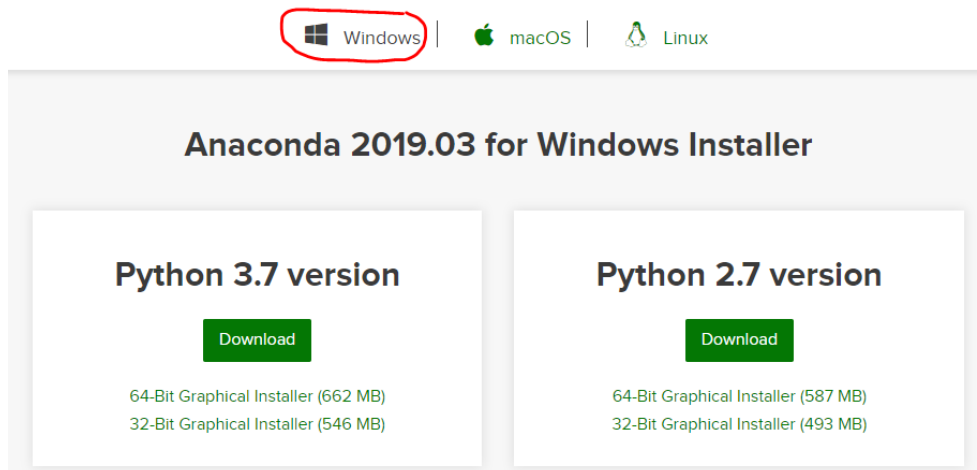 Windows macOS Linux
Anaconda 2019.03 for Windows Installer
Python 3.7 version
Download
64-Bit Graphical Installer (662 MB)
32-Bit Graphical Installer (546 MB)
Python 2.7 version
Download
64-Bit Graphical Installer (587 MB)
32-Bit Graphical Installer (493 MB)